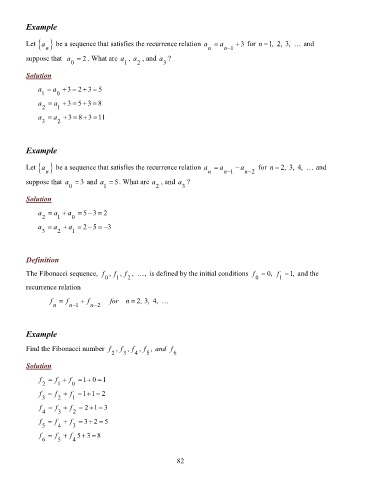 Example
Let {a_n} be a sequence that satisfies the recurrence relation a_n = a_{n−1} + 3 for n = 1, 2, 3, … and
suppose that a_0 = 2. What are a_1, a_2, and a_3?
Solution
a_1 = a_0 + 3 = 2 + 3 = 5
a_2 = a_1 + 3 = 5 + 3 = 8
a_3 = a_2 + 3 = 8 + 3 = 11
Example
Let {a_n} be a sequence that satisfies the recurrence relation a_n = a_{n−1} − a_{n−2} for n = 2, 3, 4, … and
suppose that a_0 = 3 and a_1 = 5. What are a_2, and a_3?
Solution
a_2 = a_1 + a_0 = 5 − 3 = 2
a_3 = a_2 + a_1 = 2 − 5 = −3
Definition
The Fibonacci sequence, f_0, f_1, f_2, …, is defined by the initial conditions f_0 = 0, f_1 = 1, and the
recurrence relation
f_n = f_{n−1} + f_{n−2} for n = 2, 3, 4, …
Example
Find the Fibonacci number f_2, f_3, f_4, f_5, and f_6
Solution
f_2 = f_1 + f_0 = 1 + 0 = 1
f_3 = f_2 + f_1 = 1 + 1 = 2
f_4 = f_3 + f_2 = 2 + 1 = 3
f_5 = f_4 + f_3 = 3 + 2 = 5
f_6 = f_5 + f_4 5 + 3 = 8
82